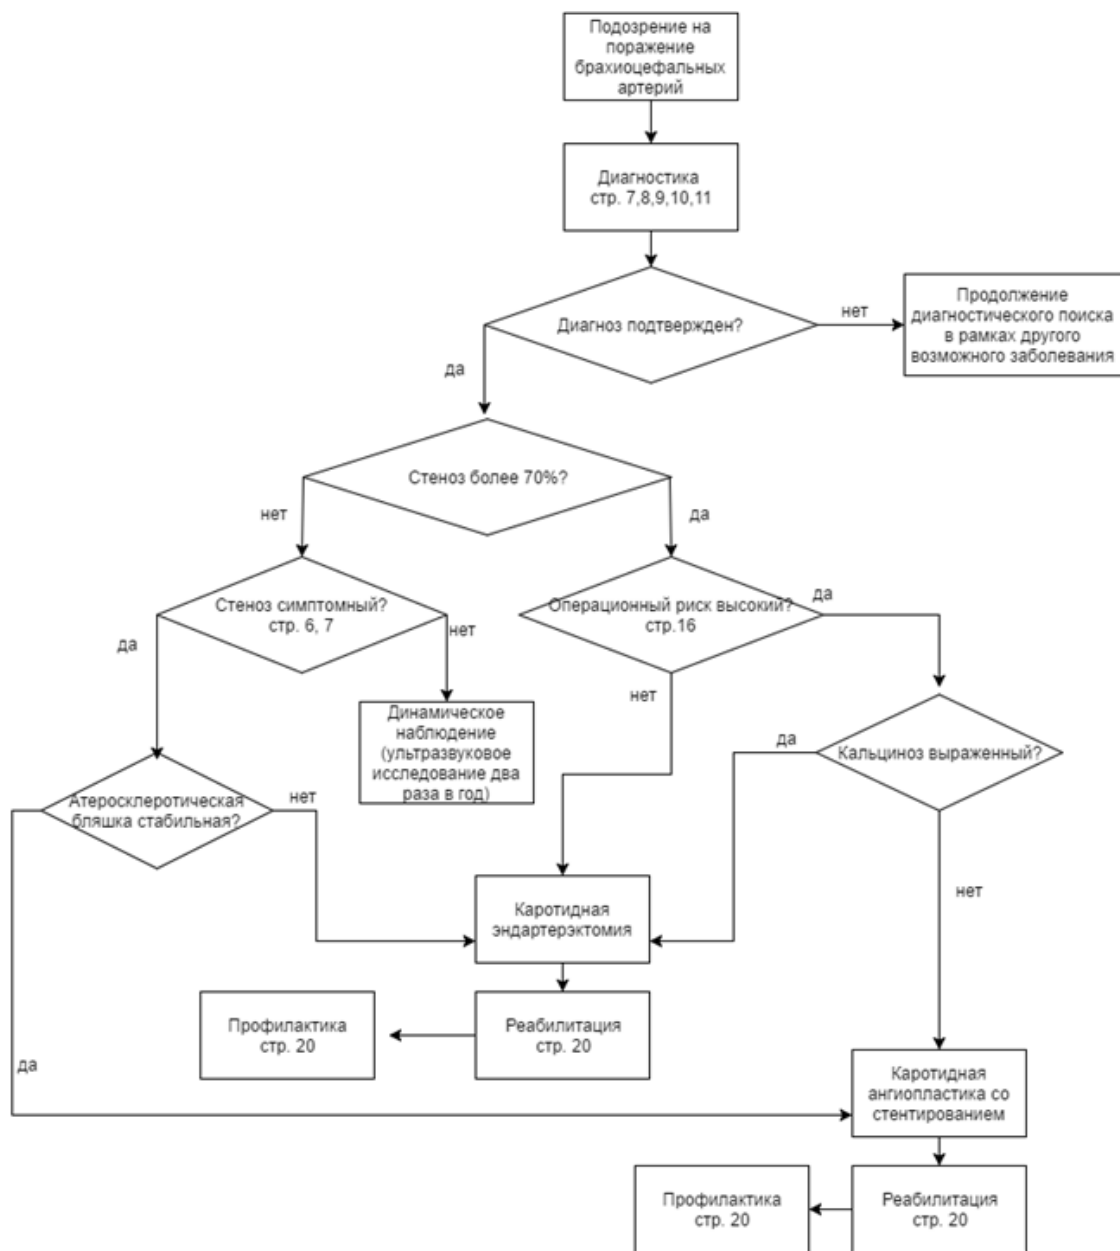 Подозрение на
поражение
брахиоцефальных
артерий
Диагностика
стр. 7,8,9,10,11
Диагноз подтвержден?
нет
Продолжение
диагностического поиска
в рамках другого
возможного заболевания
да
Стеноз более 70%?
нет
да
Стеноз симптомный?
стр. 6, 7
Операционный риск высокий?
стр.16
да
да
нет
нет
Динамическое
наблюдение
(ультразвуковое
исследование два
раза в год)
да
Кальциноз выраженный?
Атеросклеротическая
бляшка стабильная?
нет
нет
Каротидная
эндартерэктомия
Профилактика
стр. 20
Реабилитация
стр. 20
да
Каротидная
ангиопластика со
стентированием
Профилактика
стр. 20
Реабилитация
стр. 20